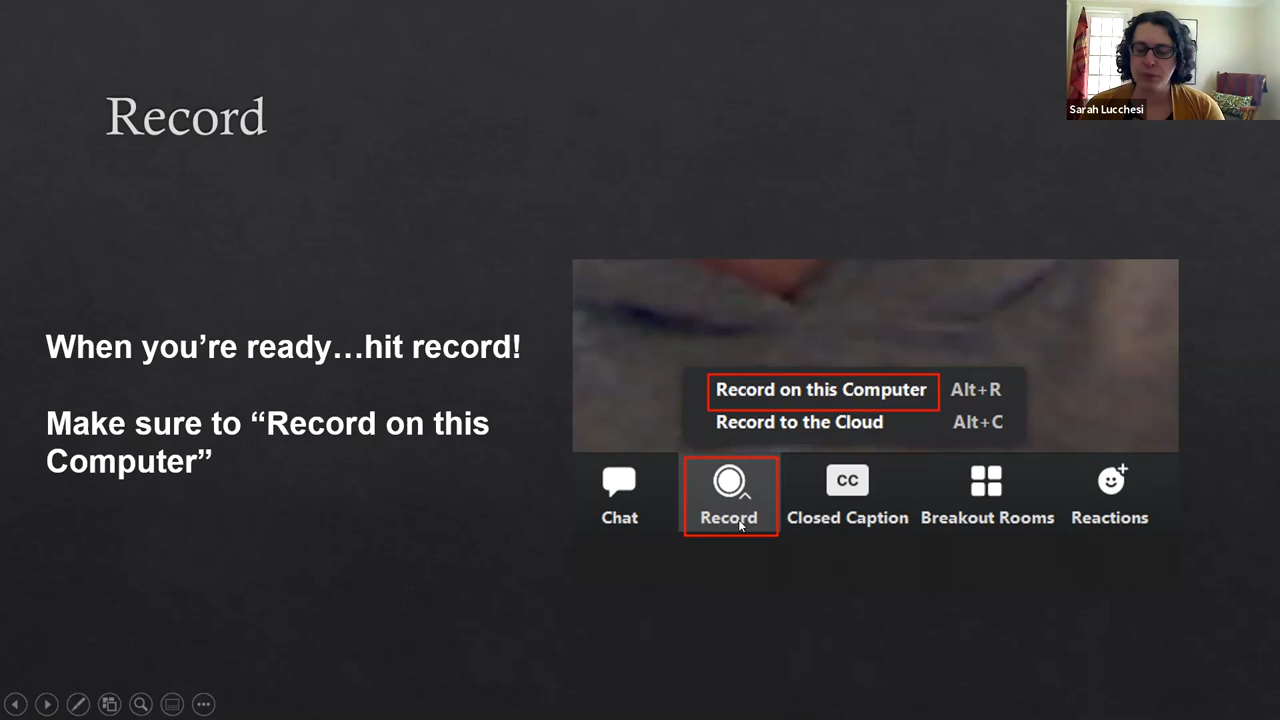 Record
Sarah Lucchesi
When you're ready…hit record!
Make sure to “Record on this
Computer”
Record on this Computer Alt+R
Record to the Cloud Alt+C
CC
Chat Record Closed Caption Breakout Rooms Reactions